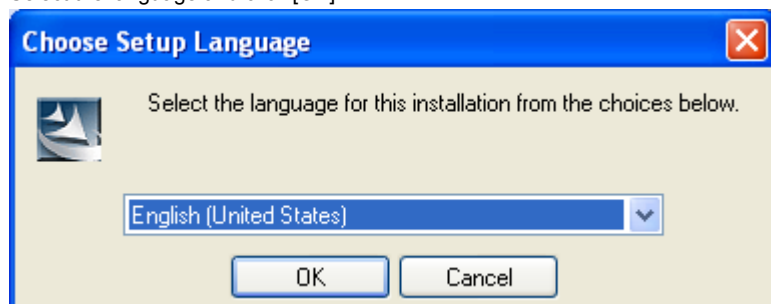 Choose Setup Language
Select the language for this installation from the choices below.
English (United States)
OK
Cancel